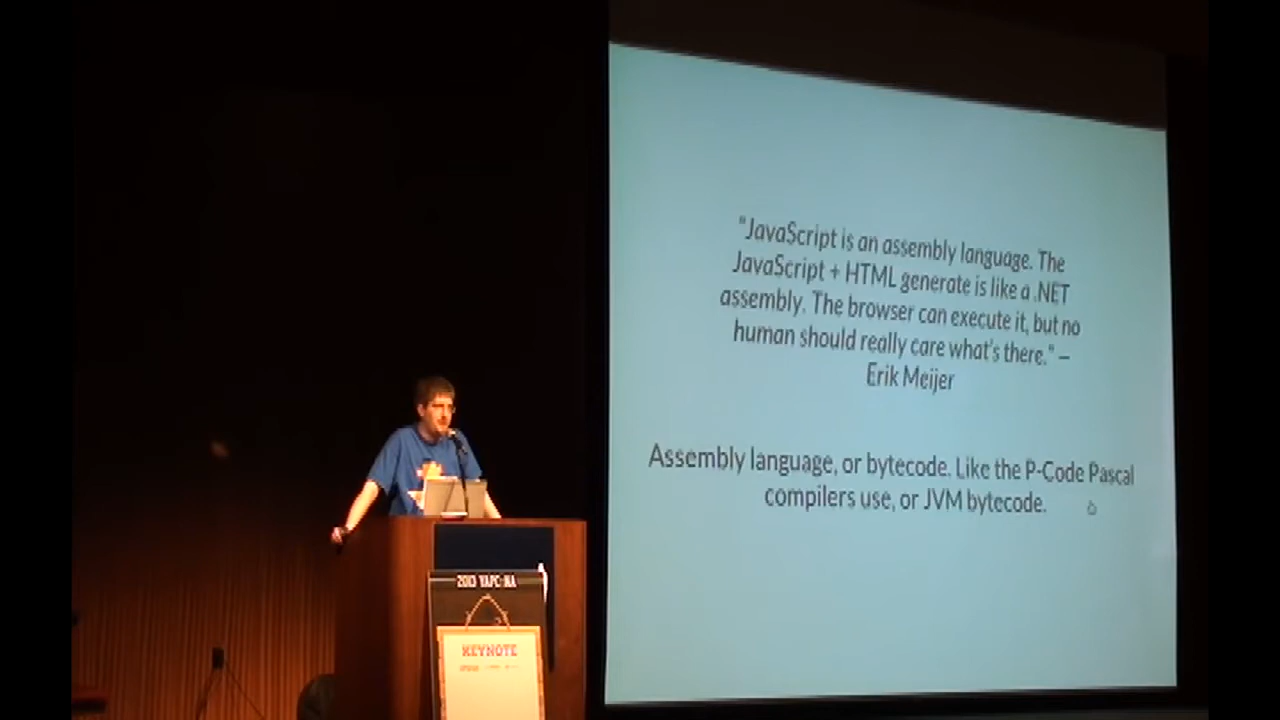 "JavaScript is an assembly language. The
JavaScript + HTML generate is like a .NET
assembly. The browser can execute it, but no
human should really care what's there." –
Erik Meijer
Assembly language, or bytecode. Like the P-Code Pascal
compilers use, or JVM bytecode.
2013 YAPC::NA
KEYNOTE